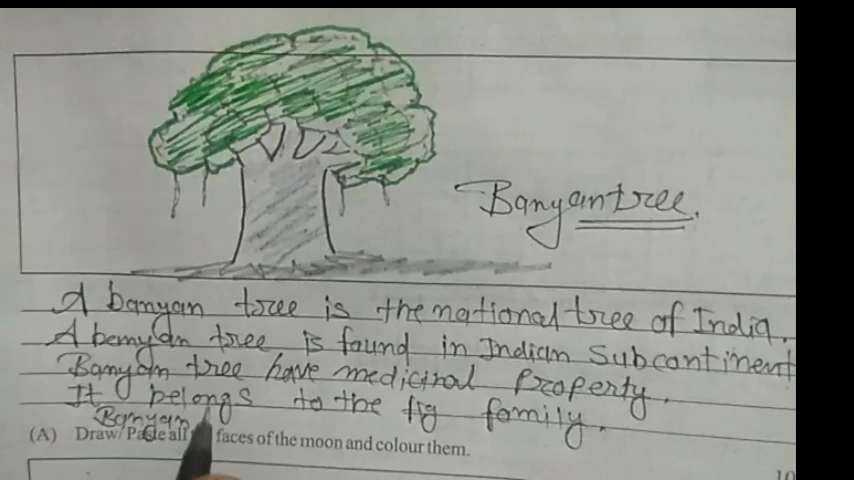 Banyan tree.
A banyan tree is the national tree of India.
A bemyan tree is found in Indian Subcontinent
Banyan tree have medicinal Property.
It belongs to the fig family.
Banyan
(A) Draw/Paste all faces of the moon and colour them.
10